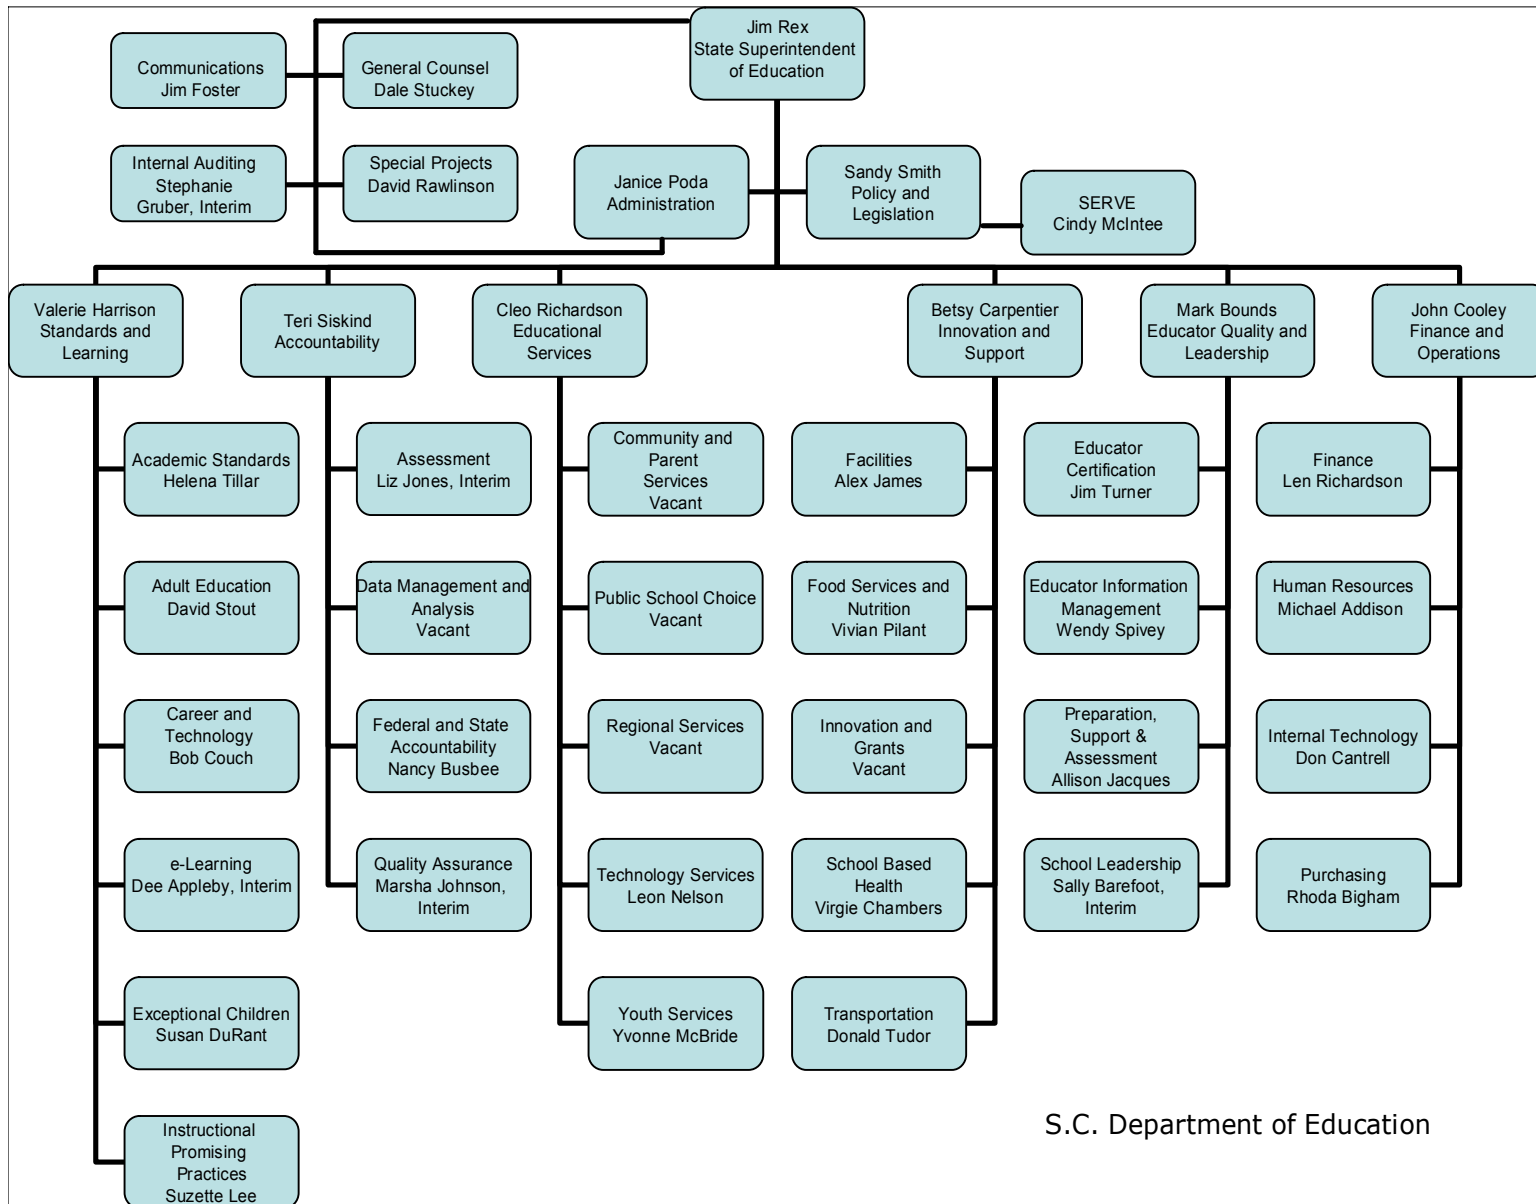 Jim Rex
State Superintendent
of Education
Communications
Jim Foster
General Counsel
Dale Stuckey
Internal Auditing
Stephanie
Gruber, Interim
Special Projects
David Rawlinson
Janice Poda
Administration
Sandy Smith
Policy and
Legislation
SERVE
Cindy McIntee
Valerie Harrison
Standards and
Learning
Teri Siskind
Accountability
Cleo Richardson
Educational
Services
Betsy Carpentier
Innovation and
Support
Mark Bounds
Educator Quality and
Leadership
John Cooley
Finance and
Operations
Academic Standards
Helena Tillar
Assessment
Liz Jones, Interim
Community and
Parent
Services
Vacant
Facilities
Alex James
Educator
Certification
Jim Turner
Finance
Len Richardson
Adult Education
David Stout
Data Management and
Analysis
Vacant
Public School Choice
Vacant
Food Services and
Nutrition
Vivian Pilant
Educator Information
Management
Wendy Spivey
Human Resources
Michael Addison
Career and
Technology
Bob Couch
Federal and State
Accountability
Nancy Busbee
Regional Services
Vacant
Innovation and
Grants
Vacant
Preparation,
Support &
Assessment
Allison Jacques
Internal Technology
Don Cantrell
e-Learning
Dee Appleby, Interim
Quality Assurance
Marsha Johnson,
Interim
Technology Services
Leon Nelson
School Based
Health
Virgie Chambers
School Leadership
Sally Barefoot,
Interim
Purchasing
Rhoda Bigham
Exceptional Children
Susan DuRant
Youth Services
Yvonne McBride
Transportation
Donald Tudor
Instructional
Promising
Practices
Suzette Lee
S.C. Department of Education